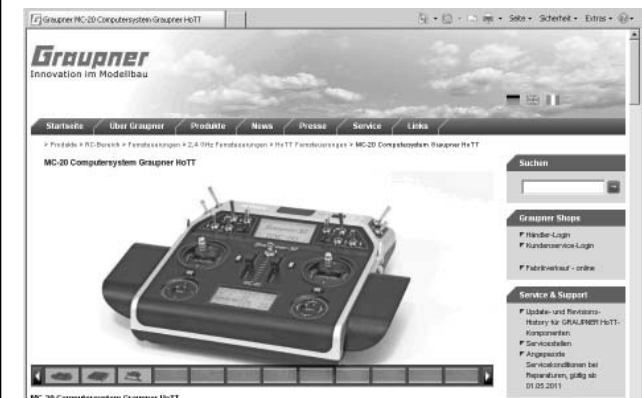 Graupner MC-20 Computersystem Graupner HoTT
Seite Sicherheit Extras
Graupner
Innovation im Modellbau
Startseite Über Graupner Produkte News Presse Service Links
> Produkte > RC-Bereich > Fernsteuerungen > 2,4 GHz Fernsteuerungen > HoTT Fernsteuerungen > MC-20 Computersystem Graupner HoTT
MC-20 Computersystem Graupner HoTT
Suchen
Graupner Shops
Händler-Login
Kundenservice-Login
Fabrikverkauf - online
Service & Support
Update- und Revisions-
History für GRAUPNER HoTT-
Komponenten
Servicestellen
Angepasste
Servicekonditionen bei
Reparaturen, gültig ab
01.05.2011
MC-20 Computersystem Graupner HoTT